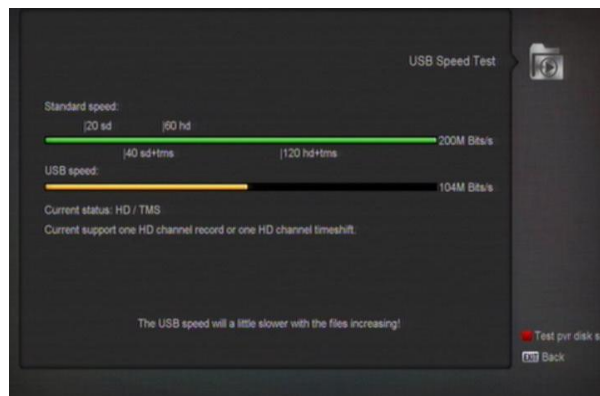 USB Speed Test
Standard speed:
|20 sd |60 hd
200M Bits/s
|40 sd+tms |120 hd+tms
USB speed:
104M Bits/s
Current status: HD / TMS
Current support one HD channel record or one HD channel timeshift.
The USB speed will a little slower with the files increasing!
Test pvr disk s
EXIT Back